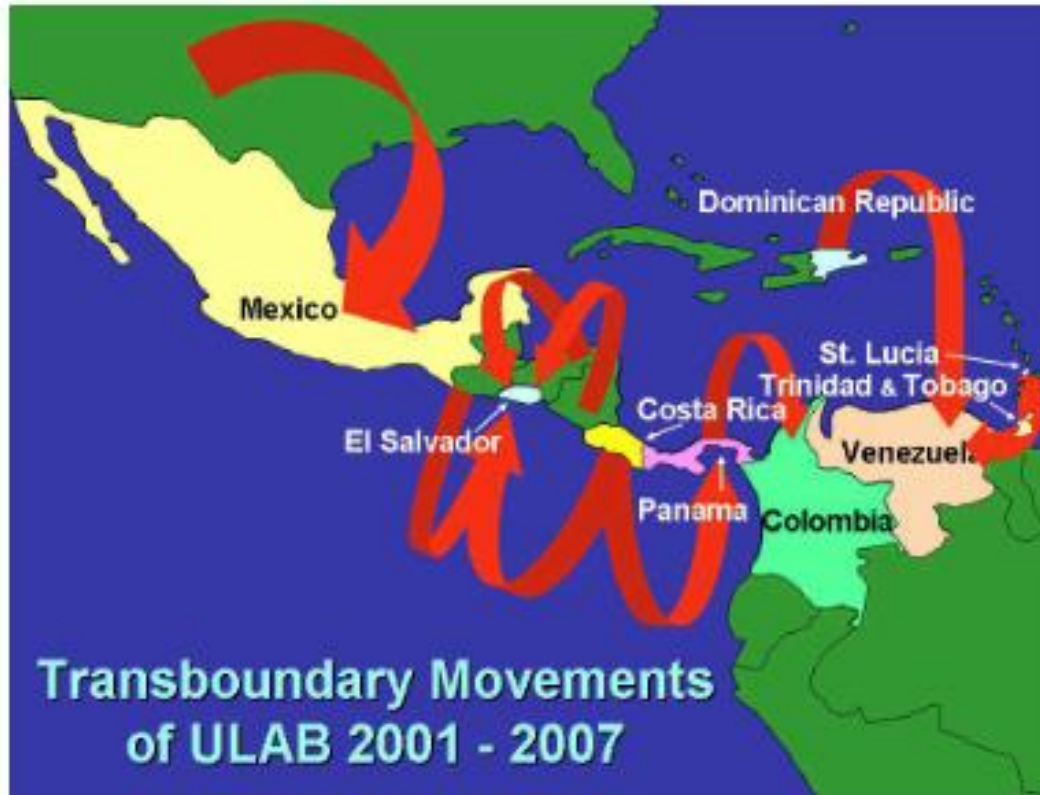 Dominican Republic
Mexico
St. Lucia
Trinidad & Tobago
Costa Rica
El Salvador
Venezuela
Panama
Colombia
Transboundary Movements
of ULAB 2001 - 2007